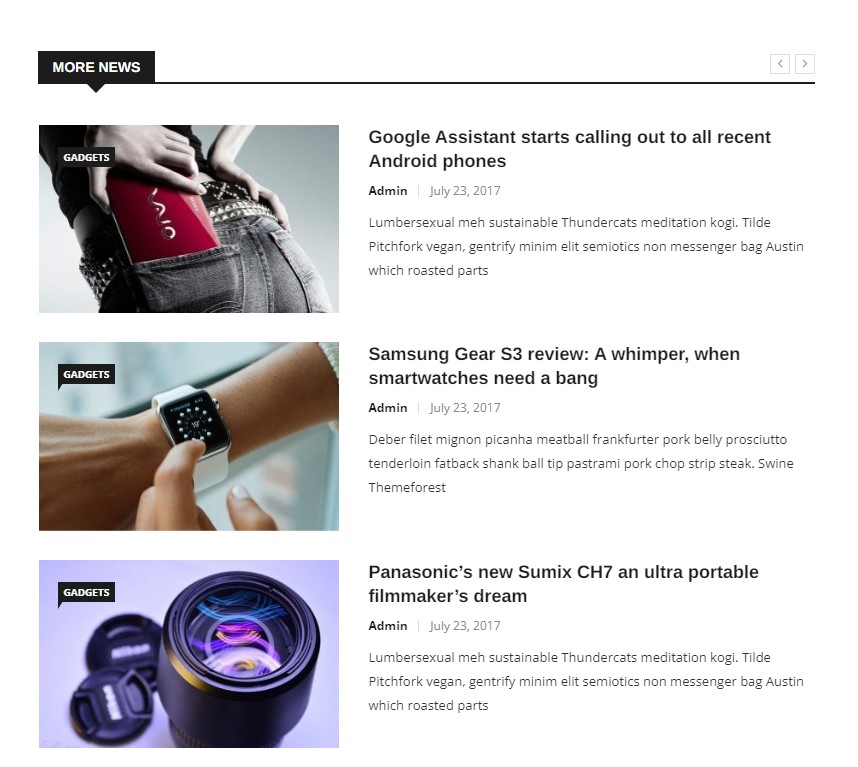 MORE NEWS
GADGETS
VAIO
Google Assistant starts calling out to all recent
Android phones
Admin
July 23, 2017
Lumbersexual meh sustainable Thundercats meditation kogi. Tilde
Pitchfork vegan, gentrify minim elit semiotics non messenger bag Austin
which roasted parts
GADGETS
Samsung Gear S3 review: A whimper, when
smartwatches need a bang
Admin
July 23, 2017
Deber filet mignon picanha meatball frankfurter pork belly prosciutto
tenderloin fatback shank ball tip pastrami pork chop strip steak. Swine
Themeforest
GADGETS
Nikon
Nikon
Panasonic’s new Sumix CH7 an ultra portable
filmmaker’s dream
Admin
July 23, 2017
Lumbersexual meh sustainable Thundercats meditation kogi. Tilde
Pitchfork vegan, gentrify minim elit semiotics non messenger bag Austin
which roasted parts